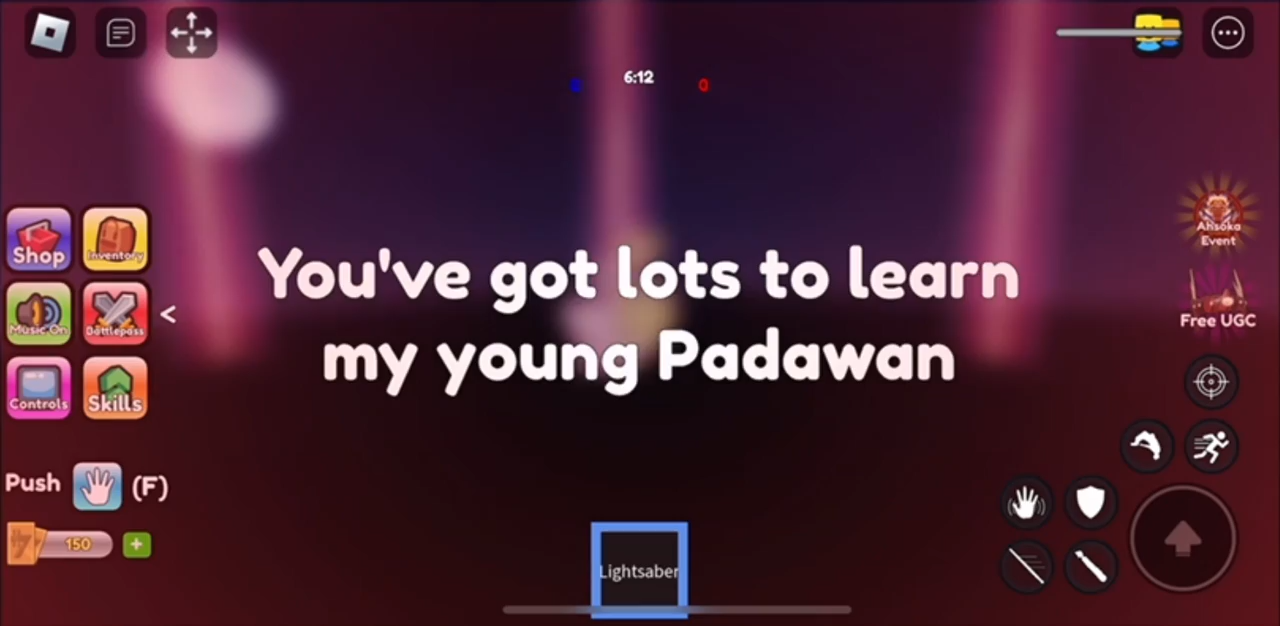 6:12
0
Shop
Inventory
Music On
Battlepass
<
Controls
Skills
You've got lots to learn
my young Padawan
Ahsoka
Event
Free UGC
Push
(F)
150
+
Lightsaber